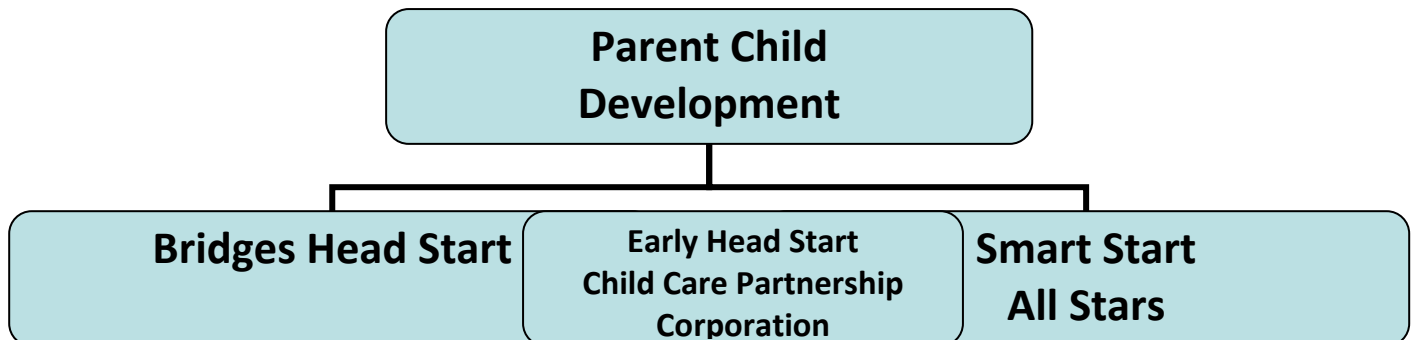 Parent Child
Development
Bridges Head Start
Early Head Start
Child Care Partnership
Corporation
Smart Start
All Stars